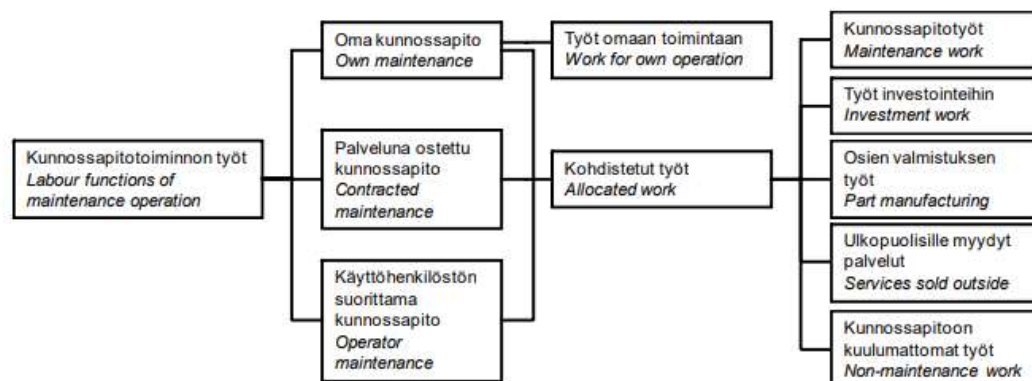 Kunnossapitotoiminnon työt
Labour functions of
maintenance operation
Oma kunnossapito
Own maintenance
Palveluna ostettu
kunnossapito
Contracted
maintenance
Käyttöhenkilöstön
suorittama
kunnossapito
Operator
maintenance
Työt omaan toimintaan
Work for own operation
Kohdistetut työt
Allocated work
Kunnossapitotyöt
Maintenance work
Työt investointeihin
Investment work
Osien valmistuksen
työt
Part manufacturing
Ulkopuolisille myydyt
palvelut
Services sold outside
Kunnossapitoon
kuulumattomat työt
Non-maintenance work